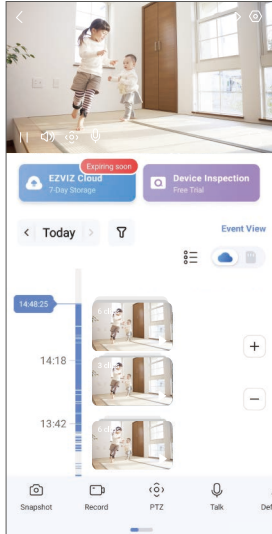 Expiring soon
EZVIZ Cloud
7-Day Storage
Device Inspection
Free Trial
Today
Event View
14:48:25
14:18
13:42
Snapshot
Record
PTZ
Talk